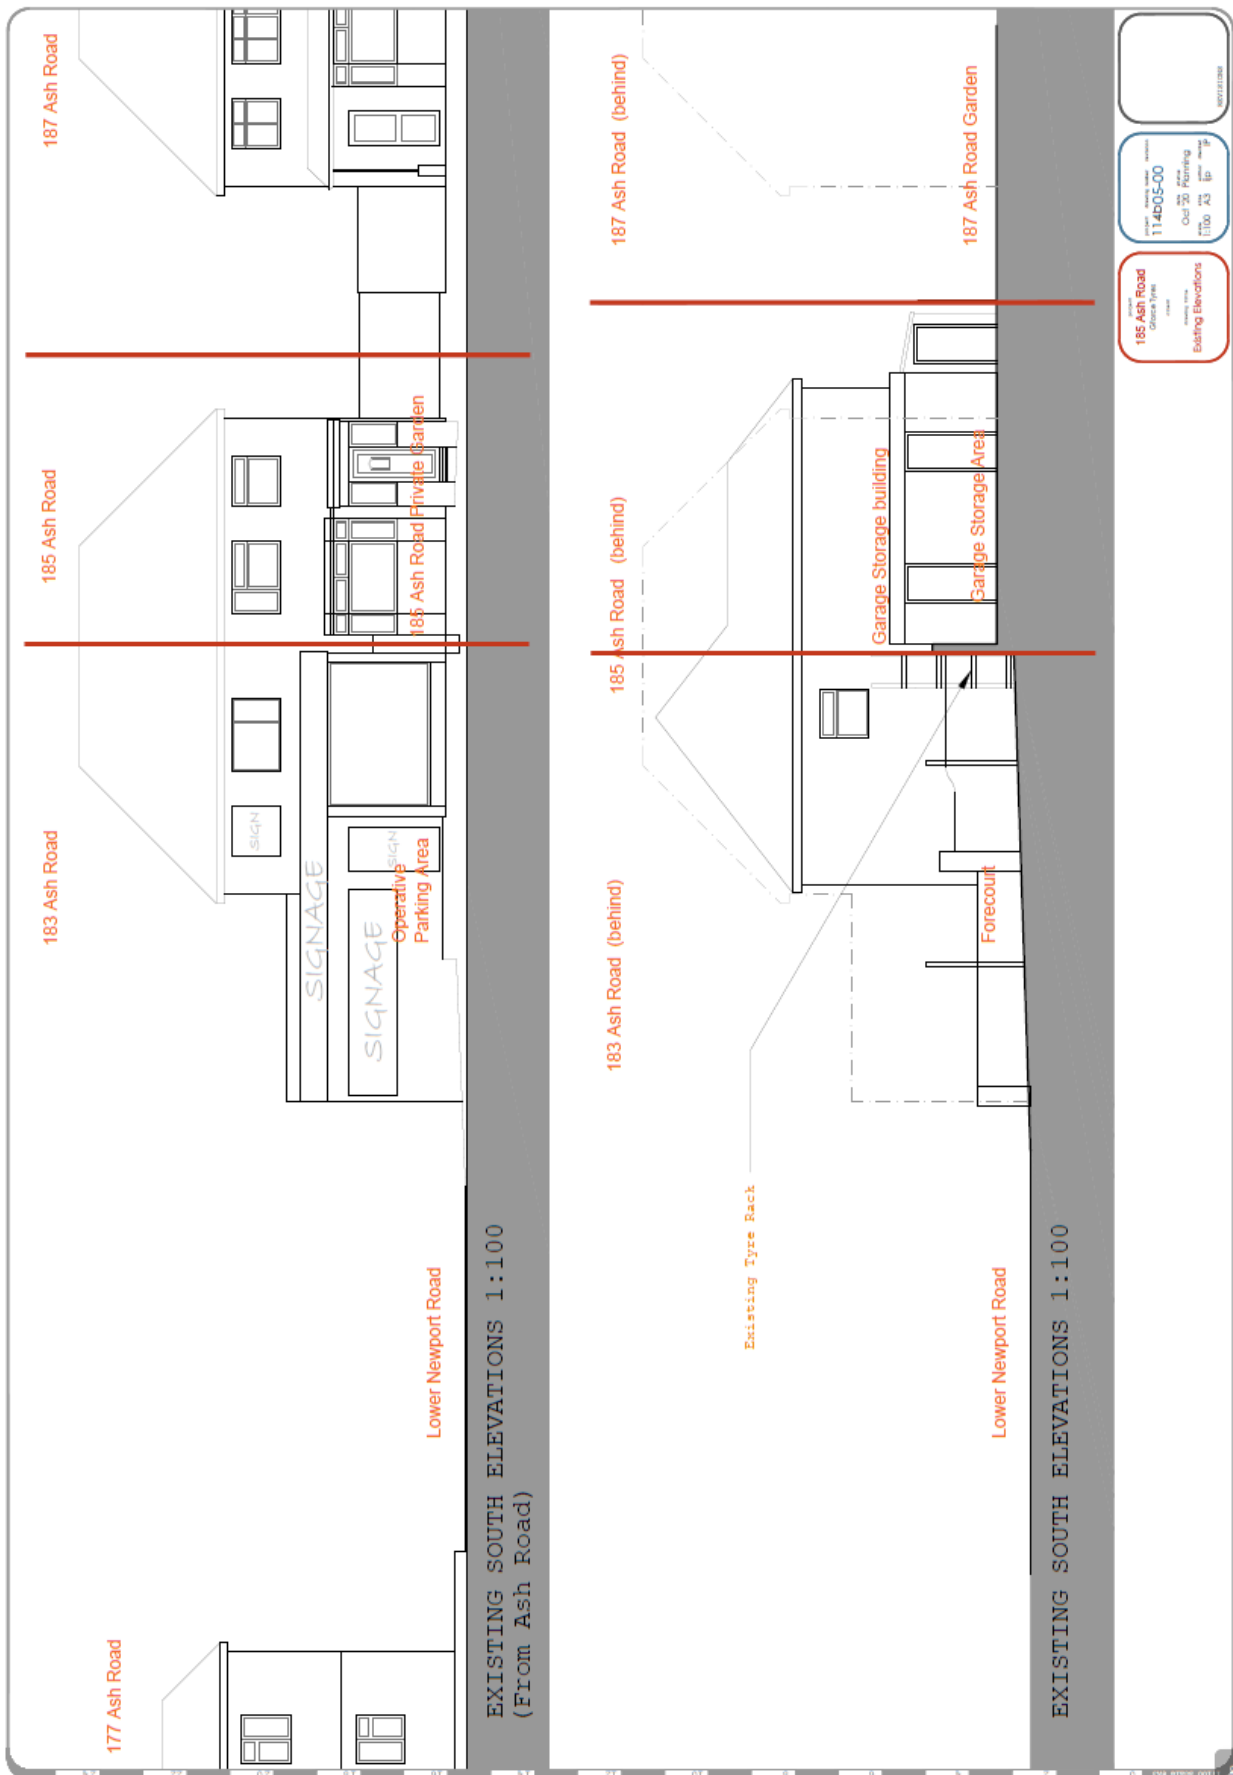 177 Ash Road
183 Ash Road
185 Ash Road
187 Ash Road
SIGN
SIGNAGE
SIGNAGE
SIGN
Operative
Parking Area
185 Ash Road Private Garden
Lower Newport Road
EXISTING SOUTH ELEVATIONS 1:100
(From Ash Road)
183 Ash Road (behind)
185 Ash Road (behind)
187 Ash Road (behind)
Existing Tyre Rack
Garage Storage building
Garage Storage Area
187 Ash Road Garden
Forecourt
Lower Newport Road
EXISTING SOUTH ELEVATIONS 1:100
185 Ash Road
Gforce Tyres
Existing Elevations
114b05-00
Oct '20 Planning
1:100 A3 IP